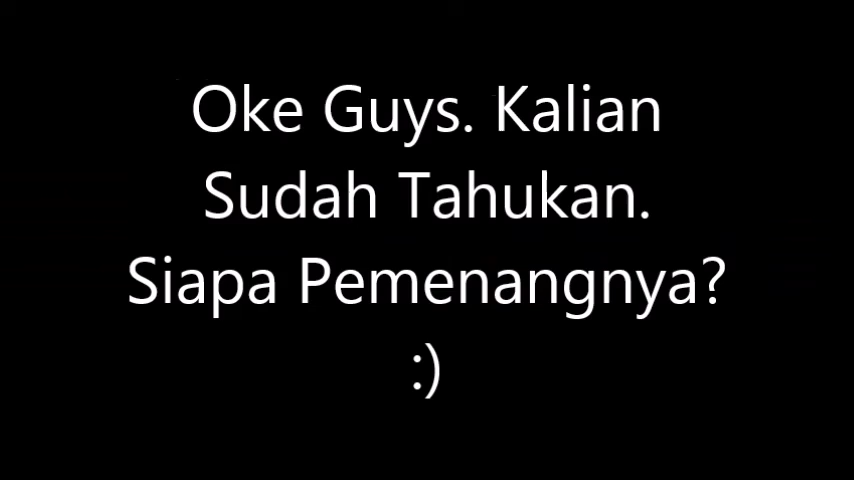 Oke Guys. Kalian
Sudah Tahukan.
Siapa Pemenangnya?
:)